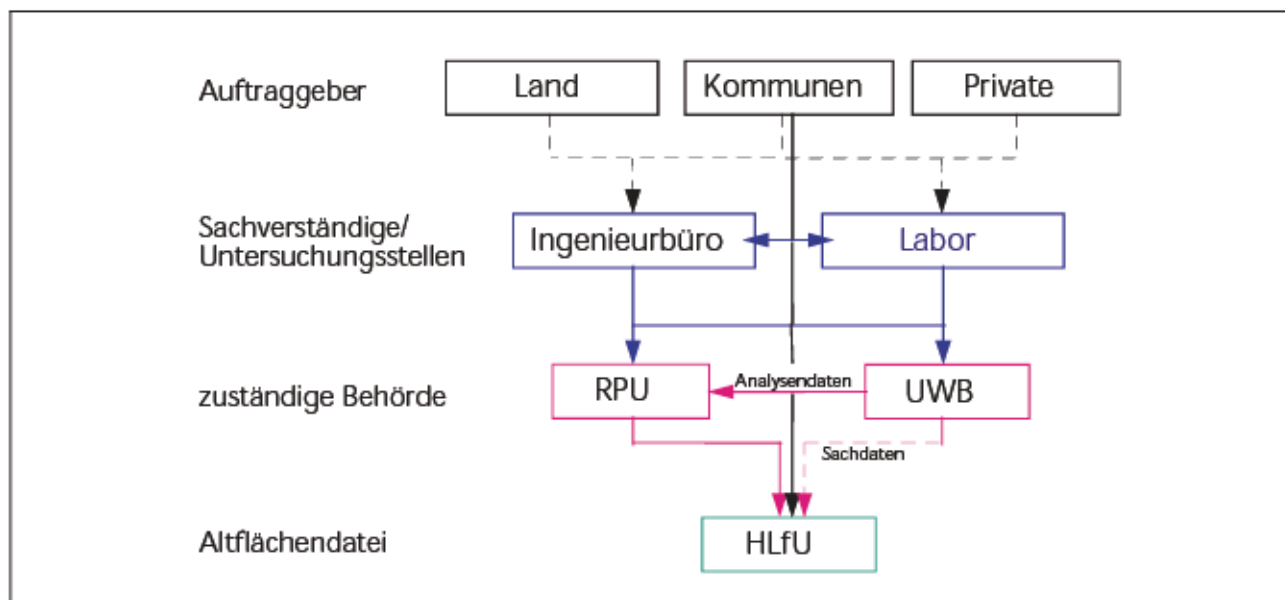 Auftraggeber
Land
Kommunen
Private
Sachverständige/
Untersuchungsstellen
Ingenieurbüro
Labor
zuständige Behörde
RPU
Analysendaten
UWB
Sachdaten
Altflächendatei
HLfU